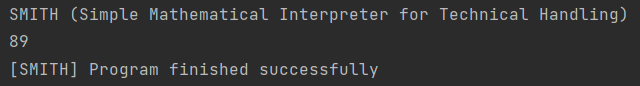 SMITH (Simple Mathematical Interpreter for Technical Handling)
89
[SMITH] Program finished successfully